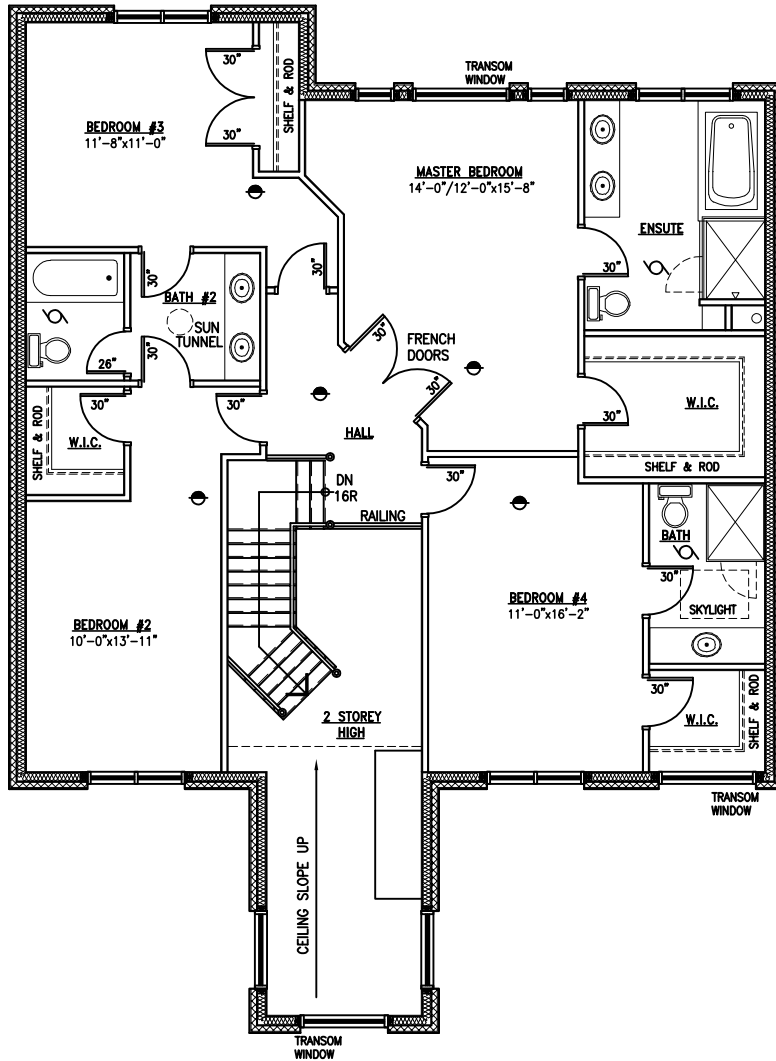 30"
30"
SHELF & ROD
BEDROOM #3
11'-8"x11'-0"
TRANSOM
WINDOW
MASTER BEDROOM
14'-0"/12'-0"x15'-8"
ENSUTE
30"
30"
30"
BATH #2
SUN
TUNNEL
30"
26"
FRENCH
DOORS
30"
30"
30"
W.I.C.
SHELF & ROD
30"
W.I.C.
SHELF & ROD
30"
HALL
DN
16R
RAILING
30"
BATH
30"
SKYLIGHT
BEDROOM #4
11'-0"x16'-2"
BEDROOM #2
10'-0"x13'-11"
30"
W.I.C.
SHELF & ROD
2 STOREY
HIGH
TRANSOM
WINDOW
CEILING SLOPE UP
TRANSOM
WINDOW